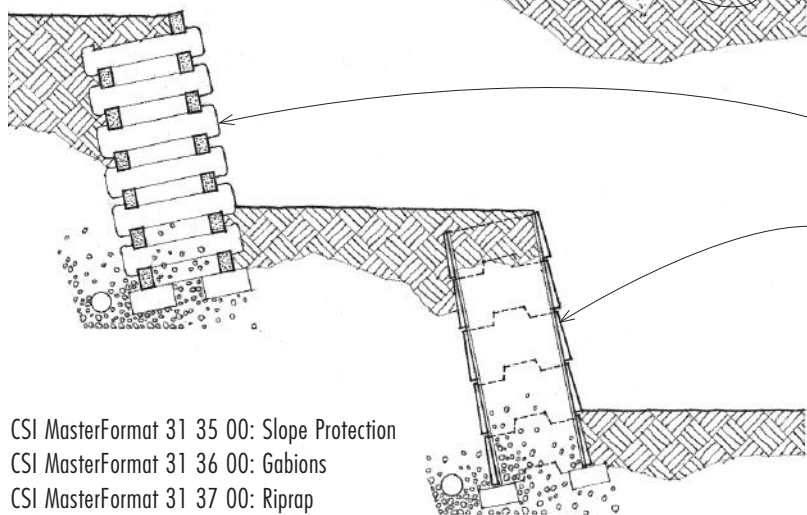 CSI MasterFormat 31 35 00: Slope Protection
CSI MasterFormat 31 36 00: Gabions
CSI MasterFormat 31 37 00: Riprap